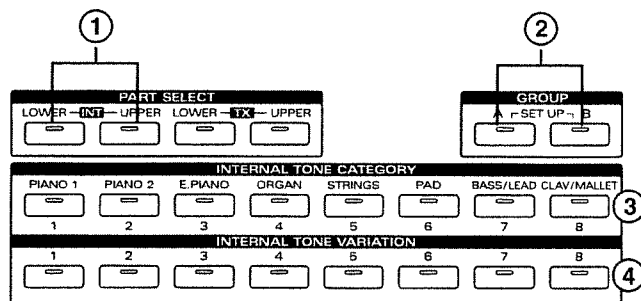 1 2
PART SELECT GROUP
LOWER INT UPPER LOWER TX UPPER A SET UP B
INTERNAL TONE CATEGORY
PIANO 1 PIANO 2 E.PIANO ORGAN STRINGS PAD BASS/LEAD CLAV/MALLET
3
1 2 3 4 5 6 7 8
INTERNAL TONE VARIATION
1 2 3 4 5 6 7 8
4